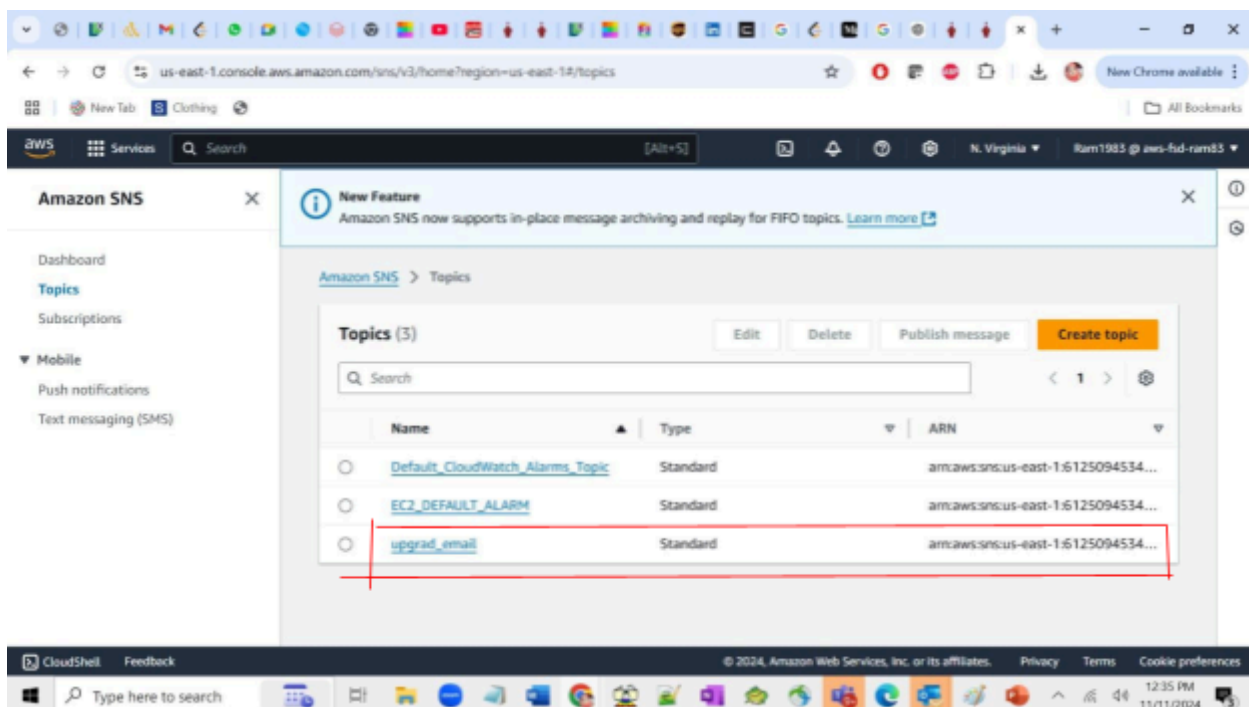 us-east-1.console.aws.amazon.com/sns/v3/home?region=us-east-1#/topics
New Chrome available
New Tab
Clothing
All Bookmarks
aws
Services
Search
[Alt+S]
N. Virginia
Ram1983 @ aws-fsd-ram83
Amazon SNS
Dashboard
Topics
Subscriptions
Mobile
Push notifications
Text messaging (SMS)
New Feature
Amazon SNS now supports in-place message archiving and replay for FIFO topics. Learn more
Amazon SNS > Topics
Topics (3)
Edit
Delete
Publish message
Create topic
Search
1
Name Type ARN
Default_CloudWatch_Alarms_Topic Standard arn:aws:sns:us-east-1:6125094534...
EC2_DEFAULT_ALARM Standard arn:aws:sns:us-east-1:6125094534...
upgrad_email Standard arn:aws:sns:us-east-1:6125094534...
CloudShell Feedback
© 2024, Amazon Web Services, Inc. or its affiliates. Privacy Terms Cookie preferences
Type here to search
12:35 PM
11/11/2024